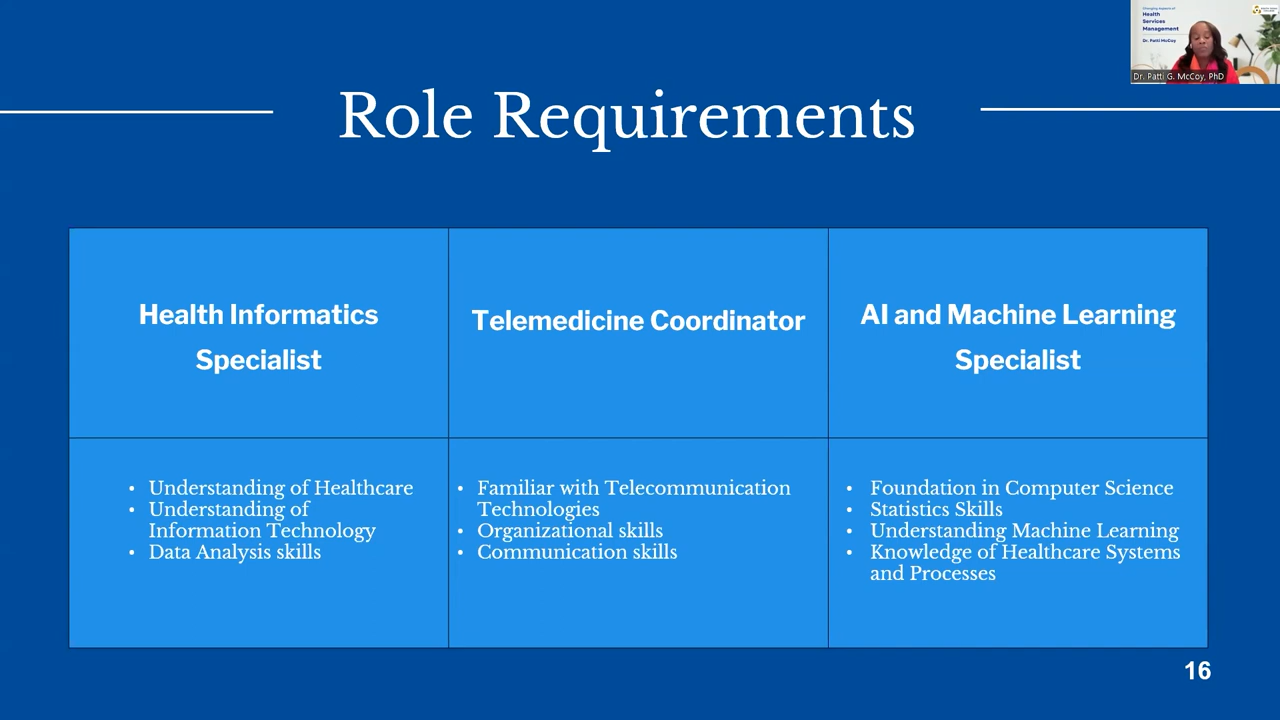 Changing Aspects of
Health
Services
Management
Dr. Patti McCoy
Dr. Patti G. McCoy, PhD
Role Requirements
Health Informatics
Specialist
Telemedicine Coordinator
AI and Machine Learning
Specialist
• Understanding of Healthcare
• Understanding of
Information Technology
• Data Analysis skills
• Familiar with Telecommunication
Technologies
• Organizational skills
• Communication skills
• Foundation in Computer Science
• Statistics Skills
• Understanding Machine Learning
• Knowledge of Healthcare Systems
and Processes
16